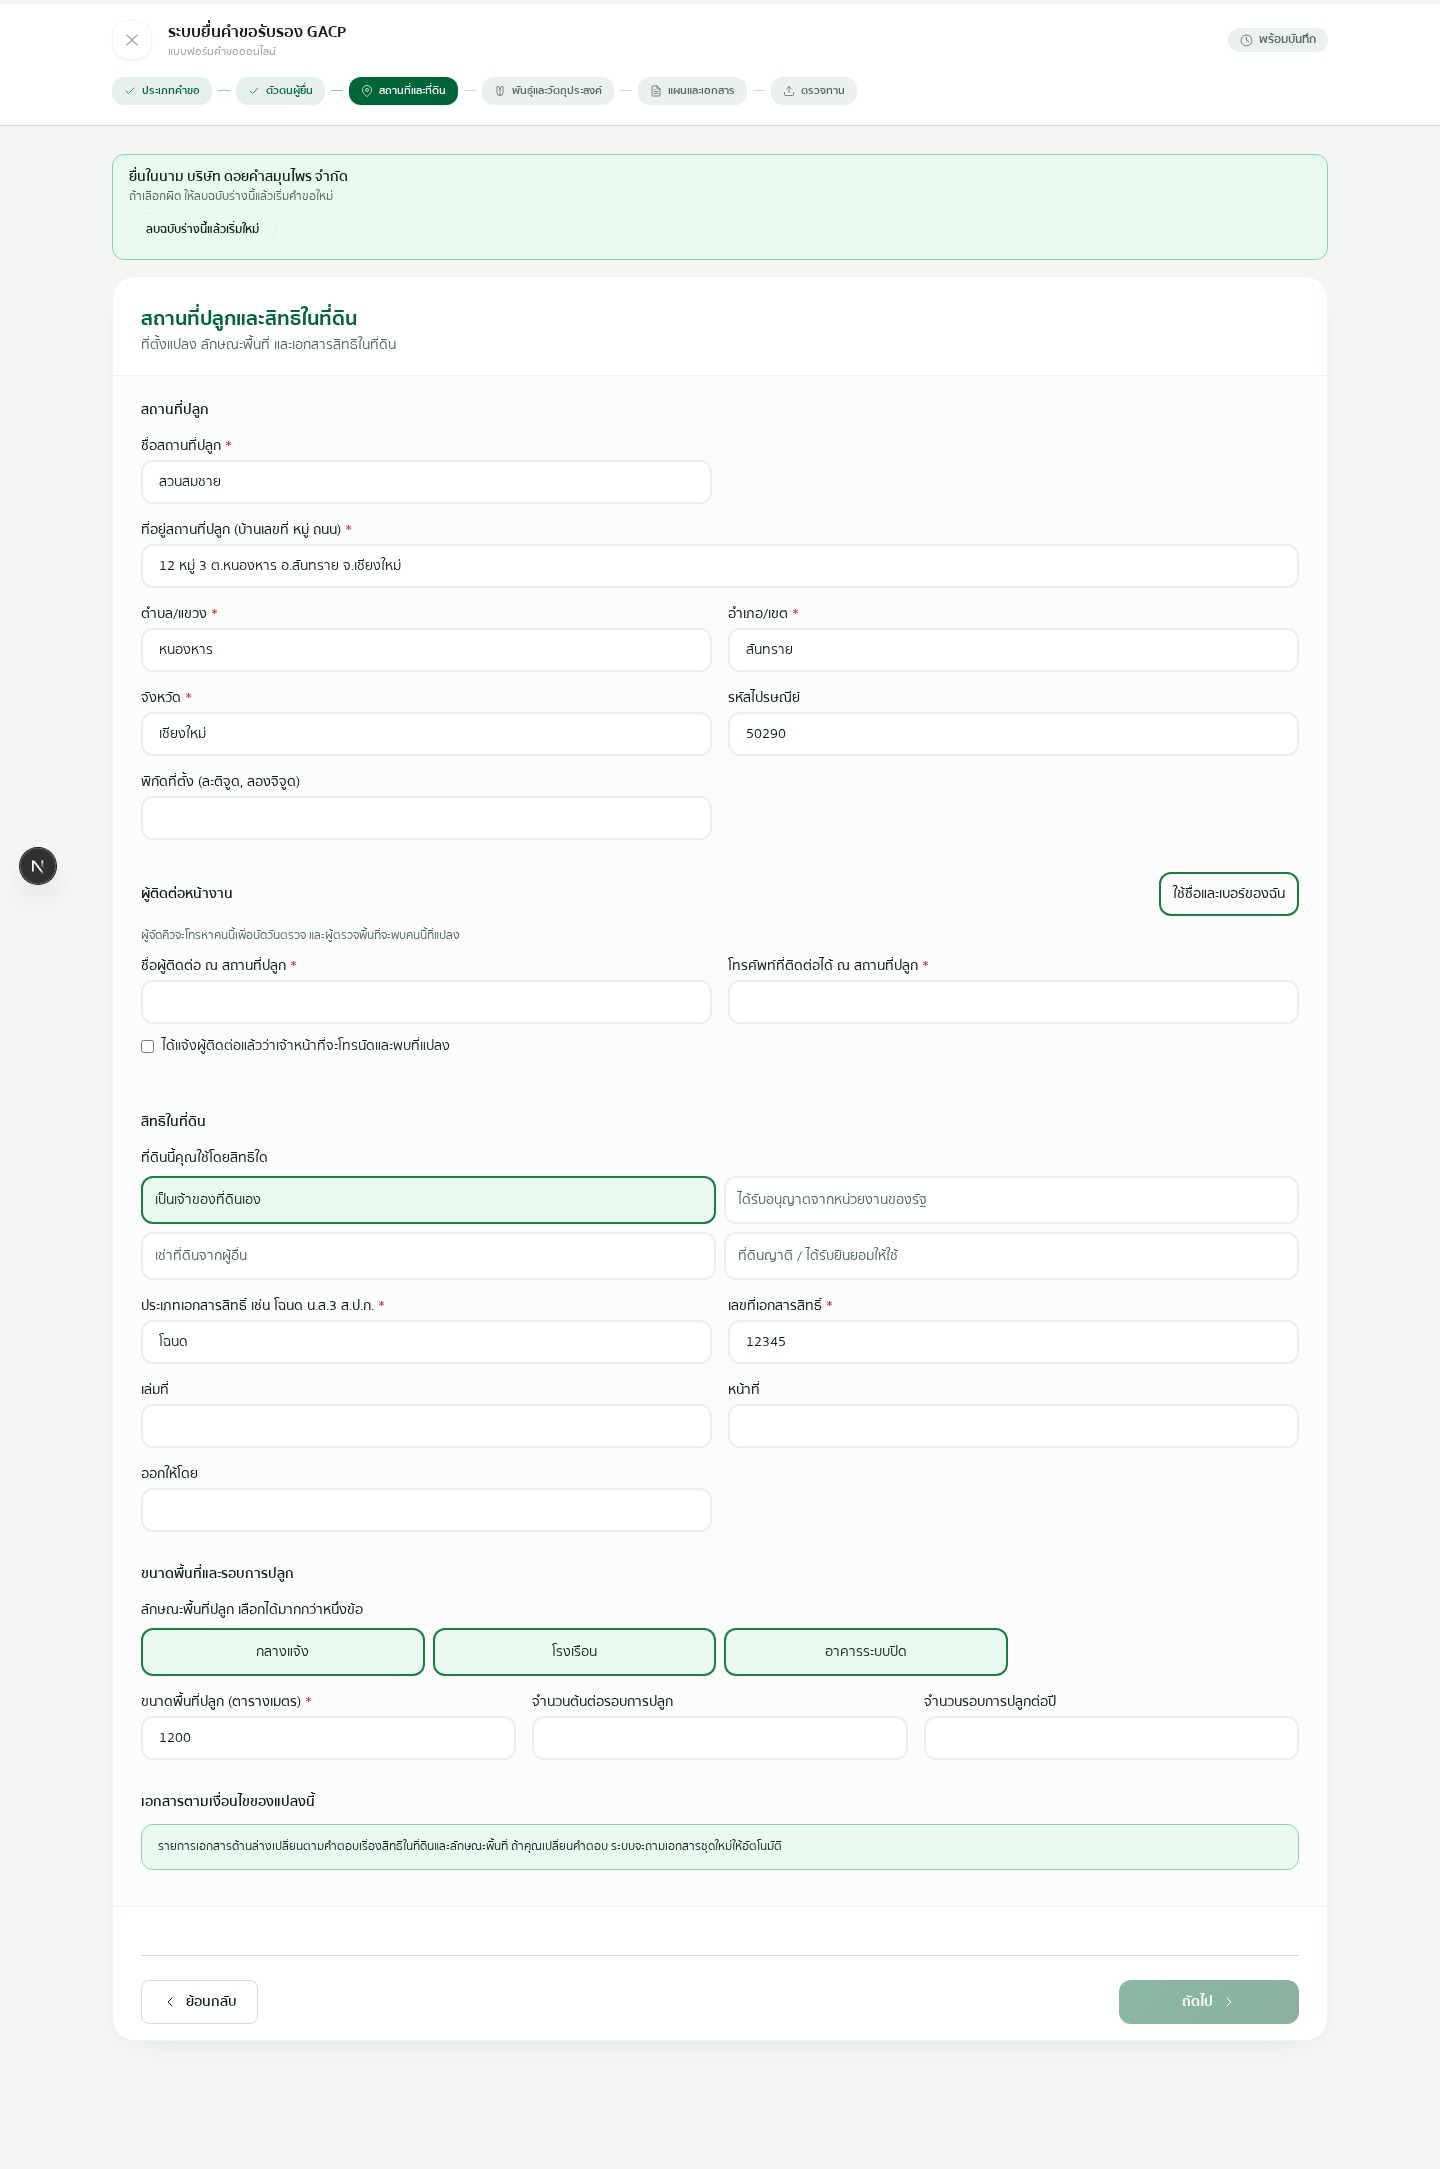 ระบบยื่นคำขอรับรอง GACP
แบบฟอร์มคำขอออนไลน์
พร้อมบันทึก
ประเภทคำขอ
ตัวตนผู้ยื่น
สถานที่และที่ดิน
พันธุ์และวัตถุประสงค์
แผนและเอกสาร
ตรวจทาน
ยื่นในนาม บริษัท ดอยคำสมุนไพร จำกัด
ถ้าเลือกผิด ให้ลบฉบับร่างนี้แล้วเริ่มคำขอใหม่
ลบฉบับร่างนี้แล้วเริ่มใหม่
สถานที่ปลูกและสิทธิในที่ดิน
ที่ตั้งแปลง ลักษณะพื้นที่ และเอกสารสิทธิในที่ดิน
สถานที่ปลูก
ชื่อสถานที่ปลูก *
สวนสมชาย
ที่อยู่สถานที่ปลูก (บ้านเลขที่ หมู่ ถนน) *
12 หมู่ 3 ต.หนองหาร อ.สันทราย จ.เชียงใหม่
ตำบล/แขวง *
อำเภอ/เขต *
หนองหาร
สันทราย
จังหวัด *
รหัสไปรษณีย์
เชียงใหม่
50290
พิกัดที่ตั้ง (ละติจูด, ลองจิจูด)
N
ผู้ติดต่อหน้างาน
ใช้ชื่อและเบอร์ของฉัน
ผู้จัดคิวจะโทรหาคนนี้เพื่อนัดวันตรวจ และผู้ตรวจพื้นที่จะพบคนนี้ที่แปลง
ชื่อผู้ติดต่อ ณ สถานที่ปลูก *
โทรศัพท์ที่ติดต่อได้ ณ สถานที่ปลูก *
ได้แจ้งผู้ติดต่อแล้วว่าเจ้าหน้าที่จะโทรนัดและพบที่แปลง
สิทธิในที่ดิน
ที่ดินนี้คุณใช้โดยสิทธิใด
เป็นเจ้าของที่ดินเอง
ได้รับอนุญาตจากหน่วยงานของรัฐ
เช่าที่ดินจากผู้อื่น
ที่ดินญาติ / ได้รับยินยอมให้ใช้
ประเภทเอกสารสิทธิ์ เช่น โฉนด น.ส.3 ส.ป.ก. *
เลขที่เอกสารสิทธิ์ *
โฉนด
12345
เล่มที่
หน้าที่
ออกให้โดย
ขนาดพื้นที่และรอบการปลูก
ลักษณะพื้นที่ปลูก เลือกได้มากกว่าหนึ่งข้อ
กลางแจ้ง
โรงเรือน
อาคารระบบปิด
ขนาดพื้นที่ปลูก (ตารางเมตร) *
จำนวนต้นต่อรอบการปลูก
จำนวนรอบการปลูกต่อปี
1200
เอกสารตามเงื่อนไขของแปลงนี้
รายการเอกสารด้านล่างเปลี่ยนตามคำตอบเรื่องสิทธิในที่ดินและลักษณะพื้นที่ ถ้าคุณเปลี่ยนคำตอบ ระบบจะถามเอกสารชุดใหม่ให้อัตโนมัติ
ย้อนกลับ
ถัดไป